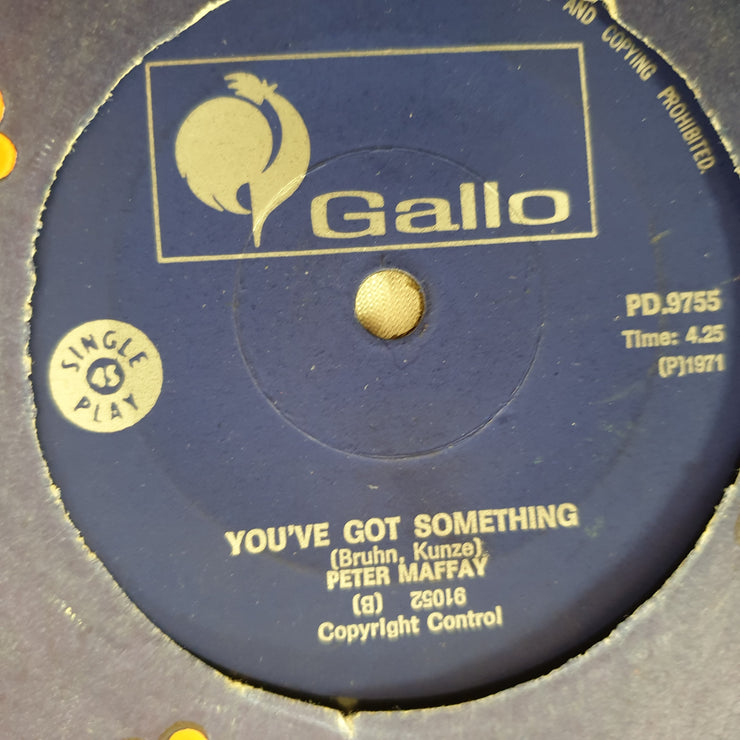 AND COPYING PROHIBITED.
Gallo
PD.9755
Time: 4.25
(P)1971
SINGLE
45
PLAY
YOU'VE GOT SOMETHING
(Bruhn, Kunze)
PETER MAFFAY
91052 (B)
Copyright Control